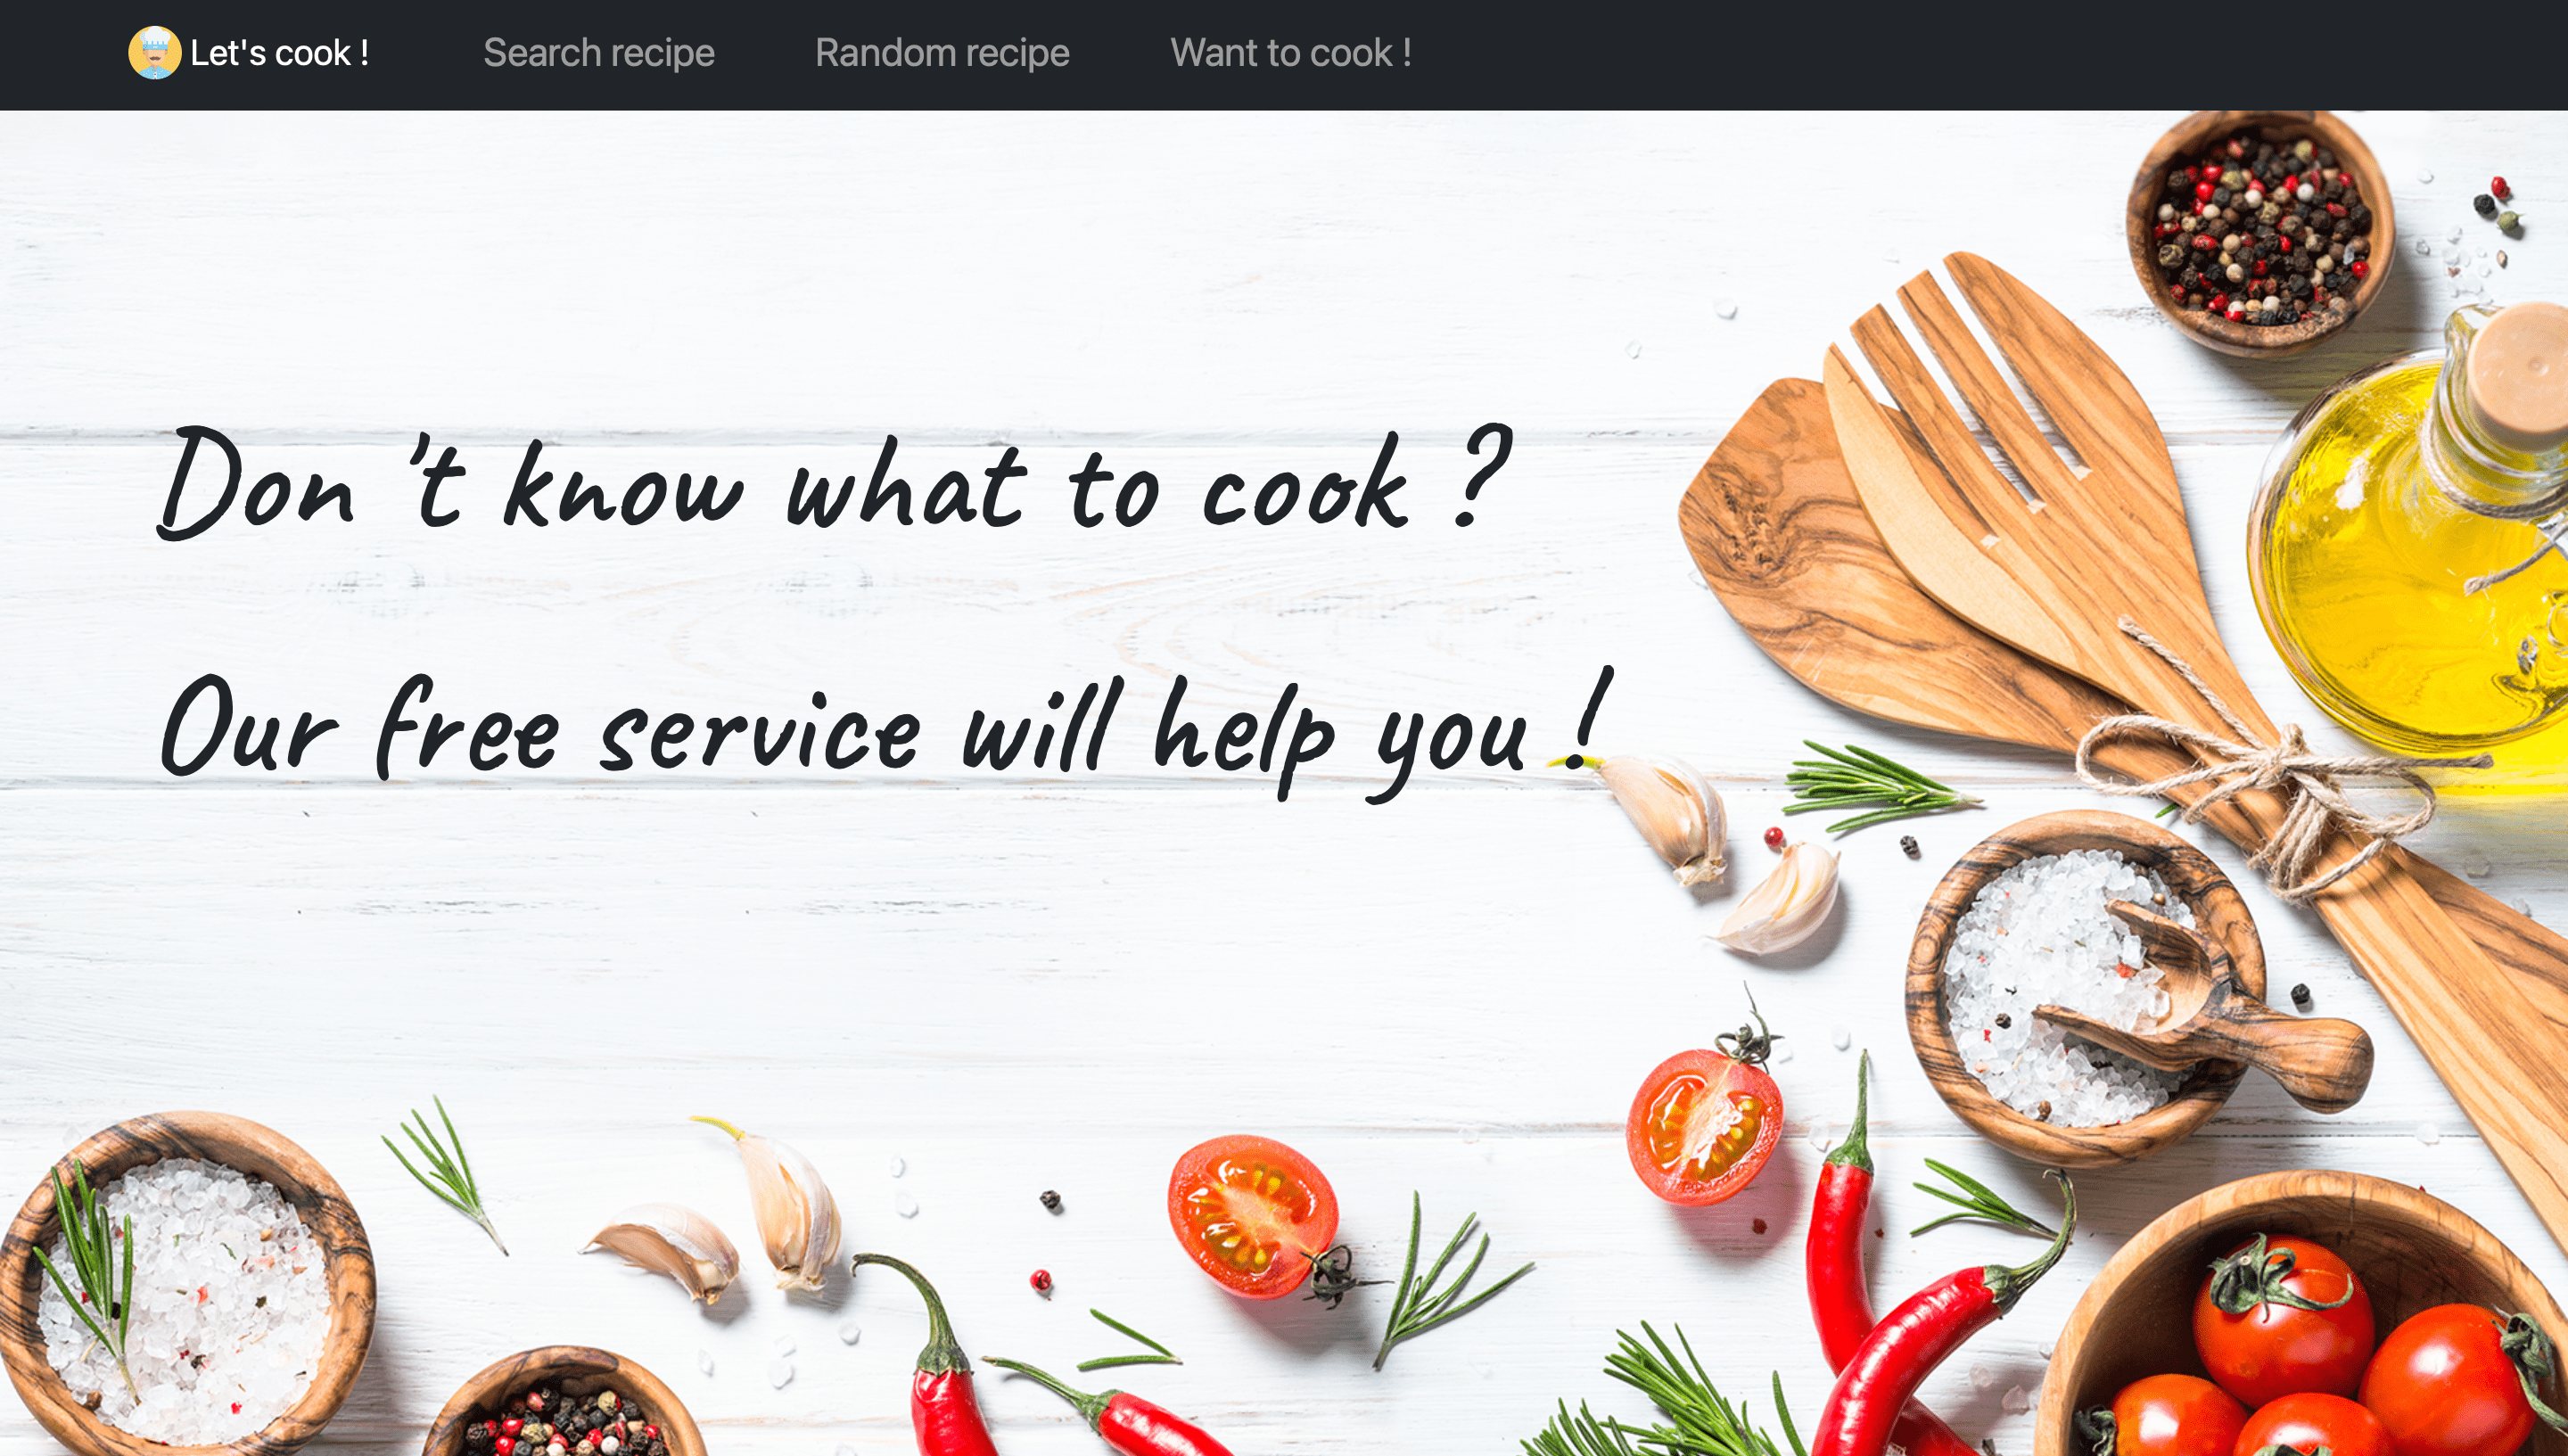 Let's cook !
Search recipe
Random recipe
Want to cook !
Don 't know what to cook ?
Our free service will help you !